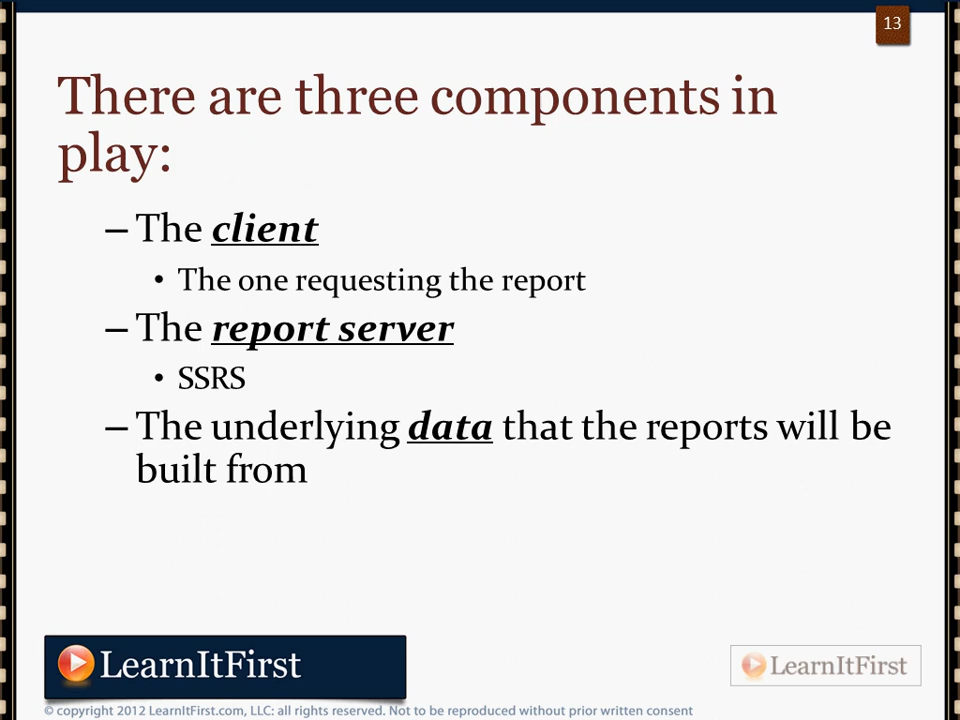 13
There are three components in
play:
– The client
• The one requesting the report
– The report server
• SSRS
– The underlying data that the reports will be
built from
LearnItFirst
LearnItFirst
© copyright 2012 LearnItFirst.com, LLC: all rights reserved. Not to be reproduced without prior written consent